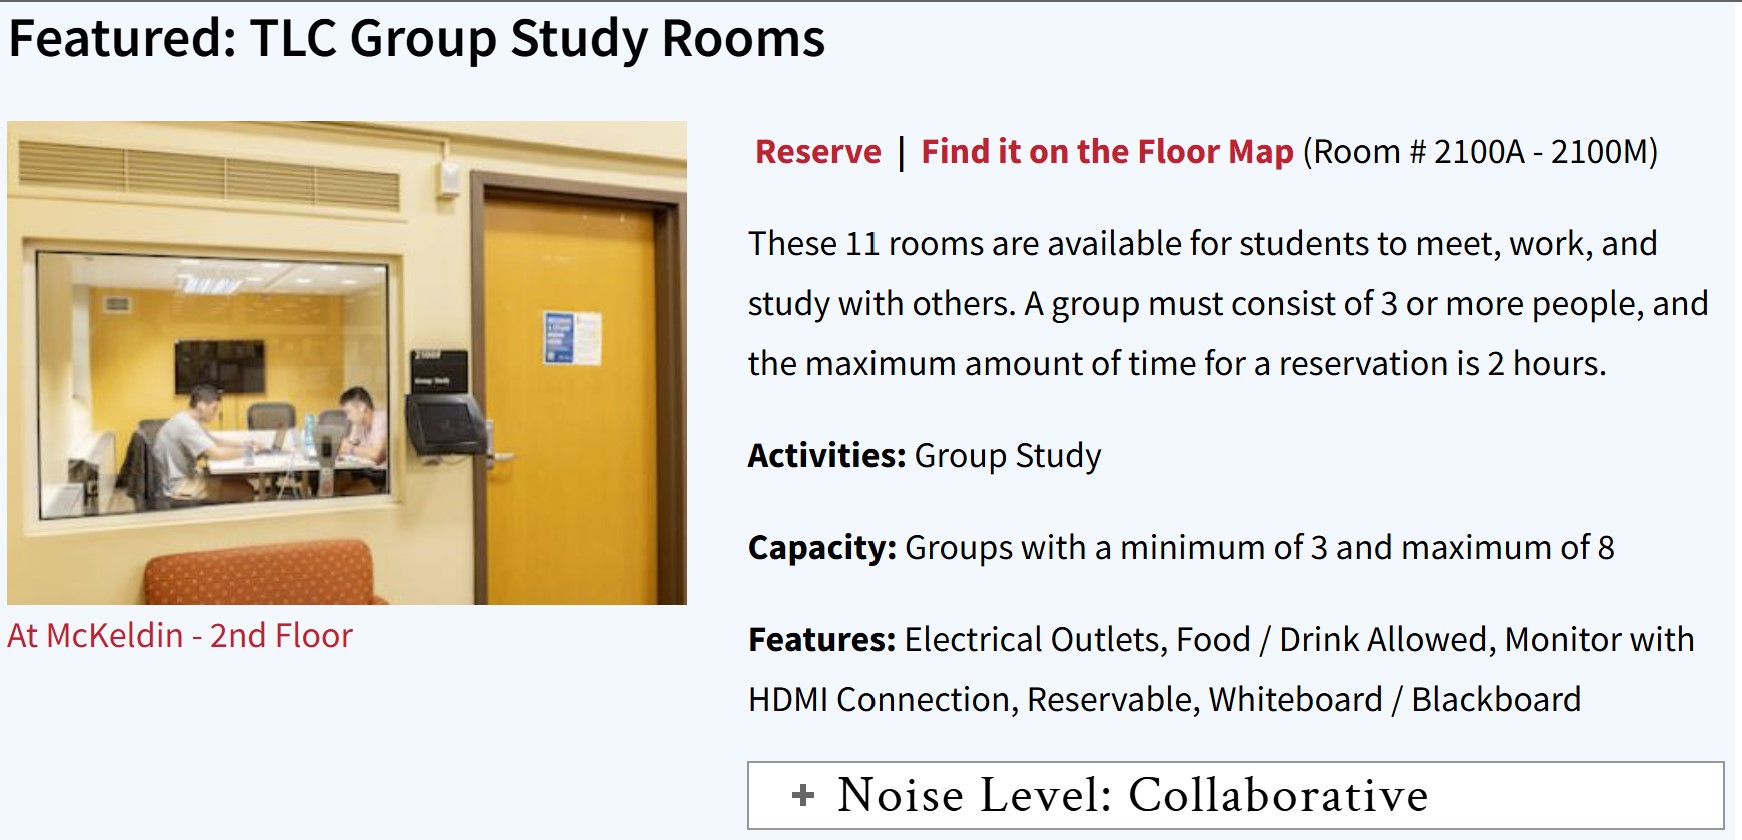 Featured: TLC Group Study Rooms
Reserve | Find it on the Floor Map (Room # 2100A - 2100M)
These 11 rooms are available for students to meet, work, and
study with others. A group must consist of 3 or more people, and
the maximum amount of time for a reservation is 2 hours.
Activities: Group Study
Capacity: Groups with a minimum of 3 and maximum of 8
Features: Electrical Outlets, Food / Drink Allowed, Monitor with
HDMI Connection, Reservable, Whiteboard / Blackboard
+ Noise Level: Collaborative
2100F
Group Study
At McKeldin - 2nd Floor